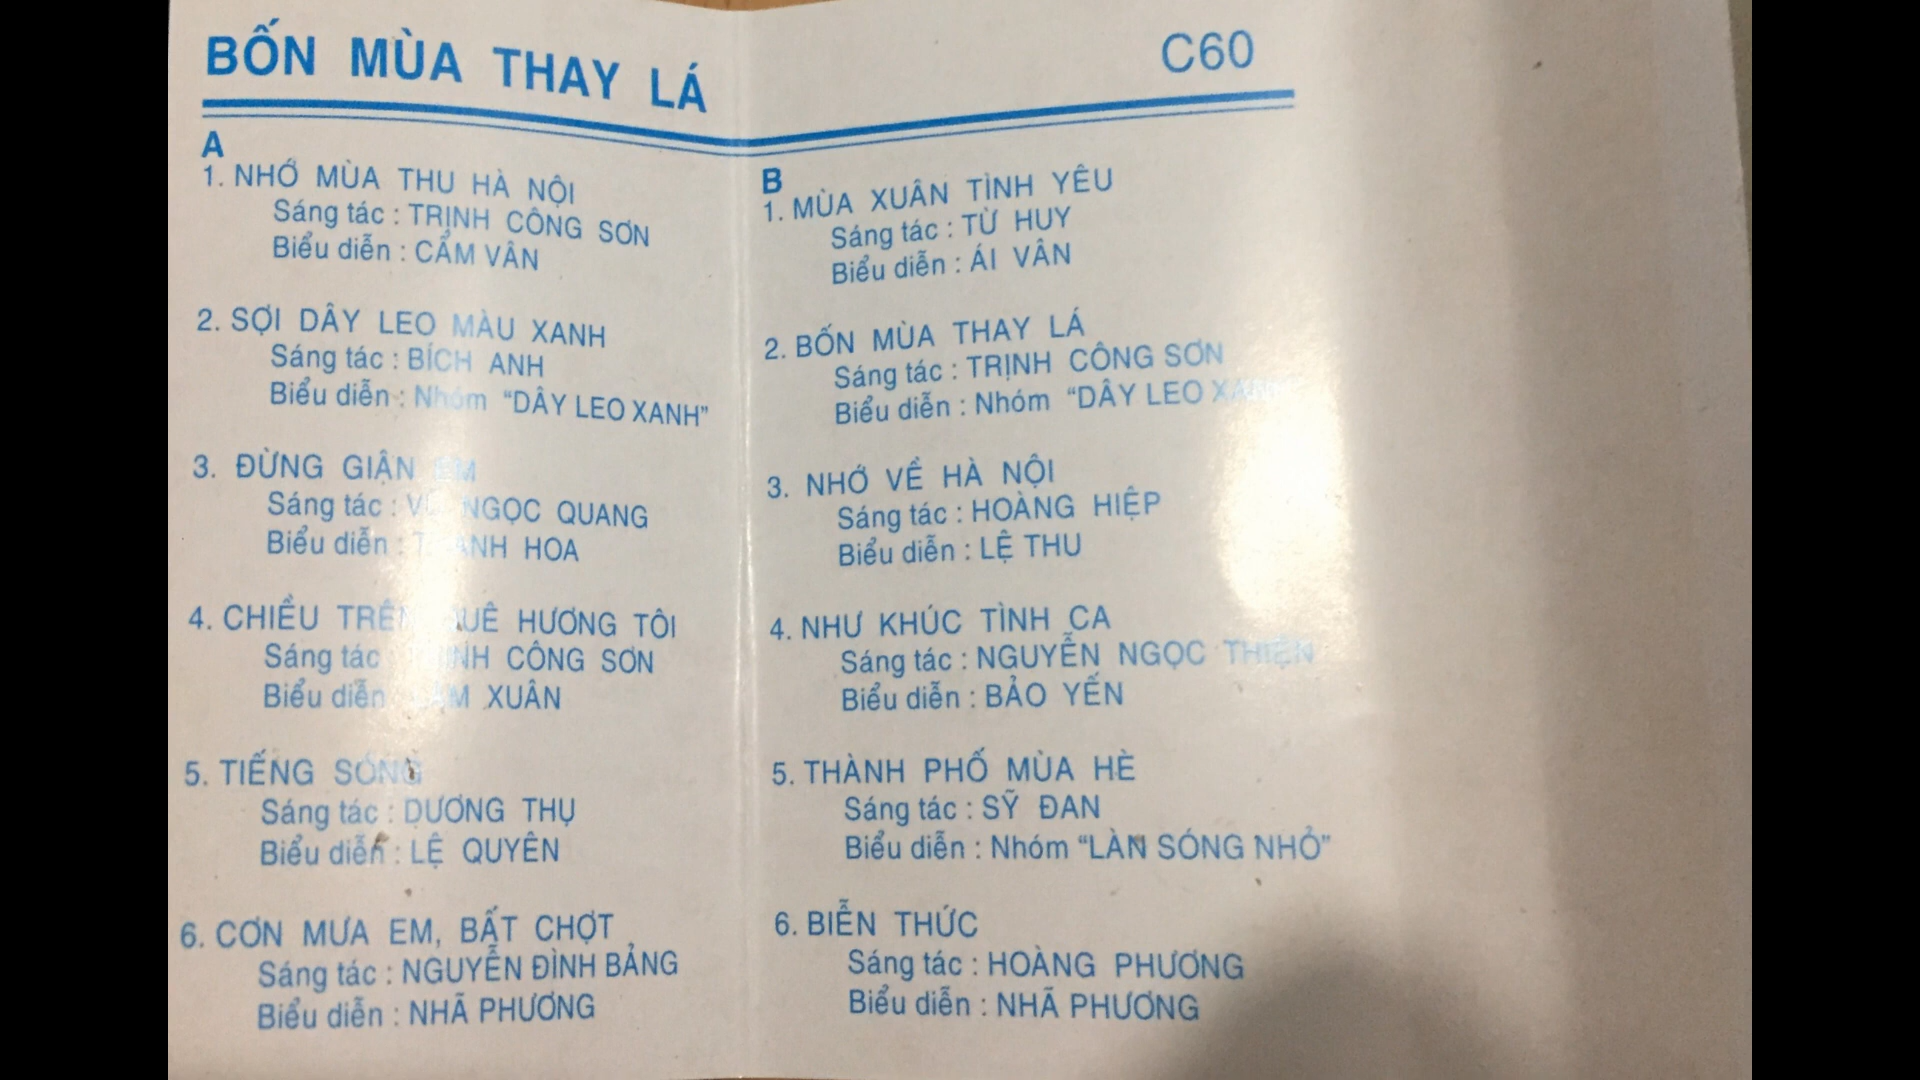 BỐN MÙA THAY LÁ
C60
A
1. NHỚ MÙA THU HÀ NỘI
Sáng tác : TRỊNH CÔNG SƠN
Biểu diễn : CẨM VÂN
2. SỢI DÂY LEO MÀU XANH
Sáng tác : BÍCH ANH
Biểu diễn : Nhóm “DÂY LEO XANH”
3. ĐỪNG GIẬN EM
Sáng tác : NGỌC QUANG
Biểu diễn : THANH HOA
4. CHIỀU TRÊN QUÊ HƯƠNG TÔI
Sáng tác TRỊNH CÔNG SƠN
Biểu diễn XUÂN
5. TIẾNG SÓNG
Sáng tác : DƯƠNG THỤ
Biểu diễn : LỆ QUYÊN
6. CƠN MƯA EM, BẤT CHỢT
Sáng tác : NGUYỄN ĐÌNH BẢNG
Biểu diễn : NHÃ PHƯƠNG
B
1. MÙA XUÂN TÌNH YÊU
Sáng tác : TỪ HUY
Biểu diễn : ÁI VÂN
2. BỐN MÙA THAY LÁ
Sáng tác : TRỊNH CÔNG SƠN
Biểu diễn : Nhóm “DÂY LEO XANH”
3. NHỚ VỀ HÀ NỘI
Sáng tác : HOÀNG HIỆP
Biểu diễn : LỆ THU
4. NHƯ KHÚC TÌNH CA
Sáng tác : NGUYỄN NGỌC THIỆN
Biểu diễn : BẢO YẾN
5. THÀNH PHỐ MÙA HÈ
Sáng tác : SỸ ĐAN
Biểu diễn : Nhóm “LÀN SÓNG NHỎ”
6. BIỄN THỨC
Sáng tác : HOÀNG PHƯƠNG
Biểu diễn : NHÃ PHƯƠNG